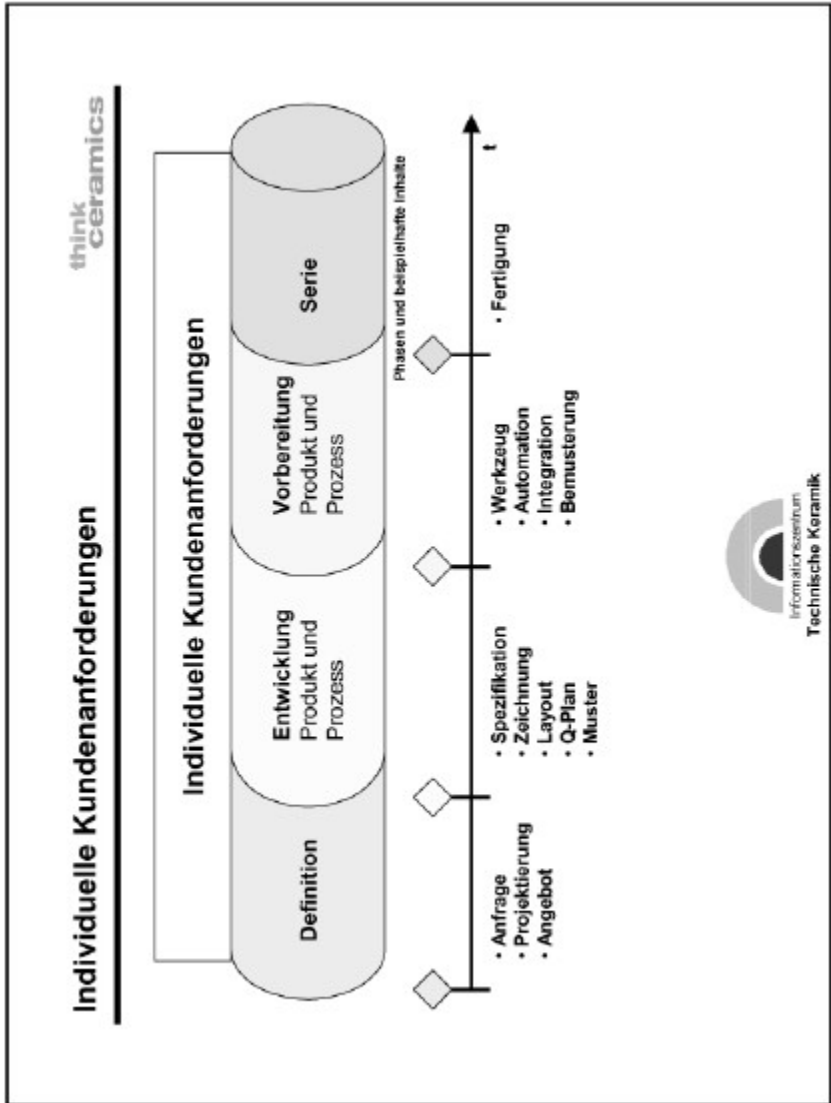 Individuelle Kundenanforderungen
think
ceramics
Individuelle Kundenanforderungen
Definition
Entwicklung
Produkt und
Prozess
Vorbereitung
Produkt und
Prozess
Serie
Phasen und beispielhafte Inhalte
t
• Anfrage
• Projektierung
• Angebot
• Spezifikation
• Zeichnung
• Layout
• Q-Plan
• Muster
• Werkzeug
• Automation
• Integration
• Bemusterung
• Fertigung
Informationszentrum
Technische Keramik